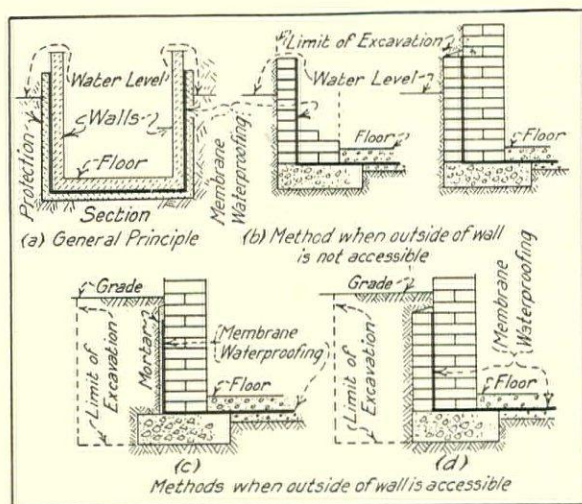 Limit of Excavation
Water Level
Water Level
Walls
Floor
Protection
Section
Membrane
Waterproofing
Floor
Floor
(a) General Principle
(b) Method when outside of wall
is not accessible
Grade
Mortar
Limit of
Excavation
Membrane
Waterproofing
Floor
(c)
Grade
Limit of
Excavation
Membrane
Waterproofing
Floor
(d)
Methods when outside of wall is accessible